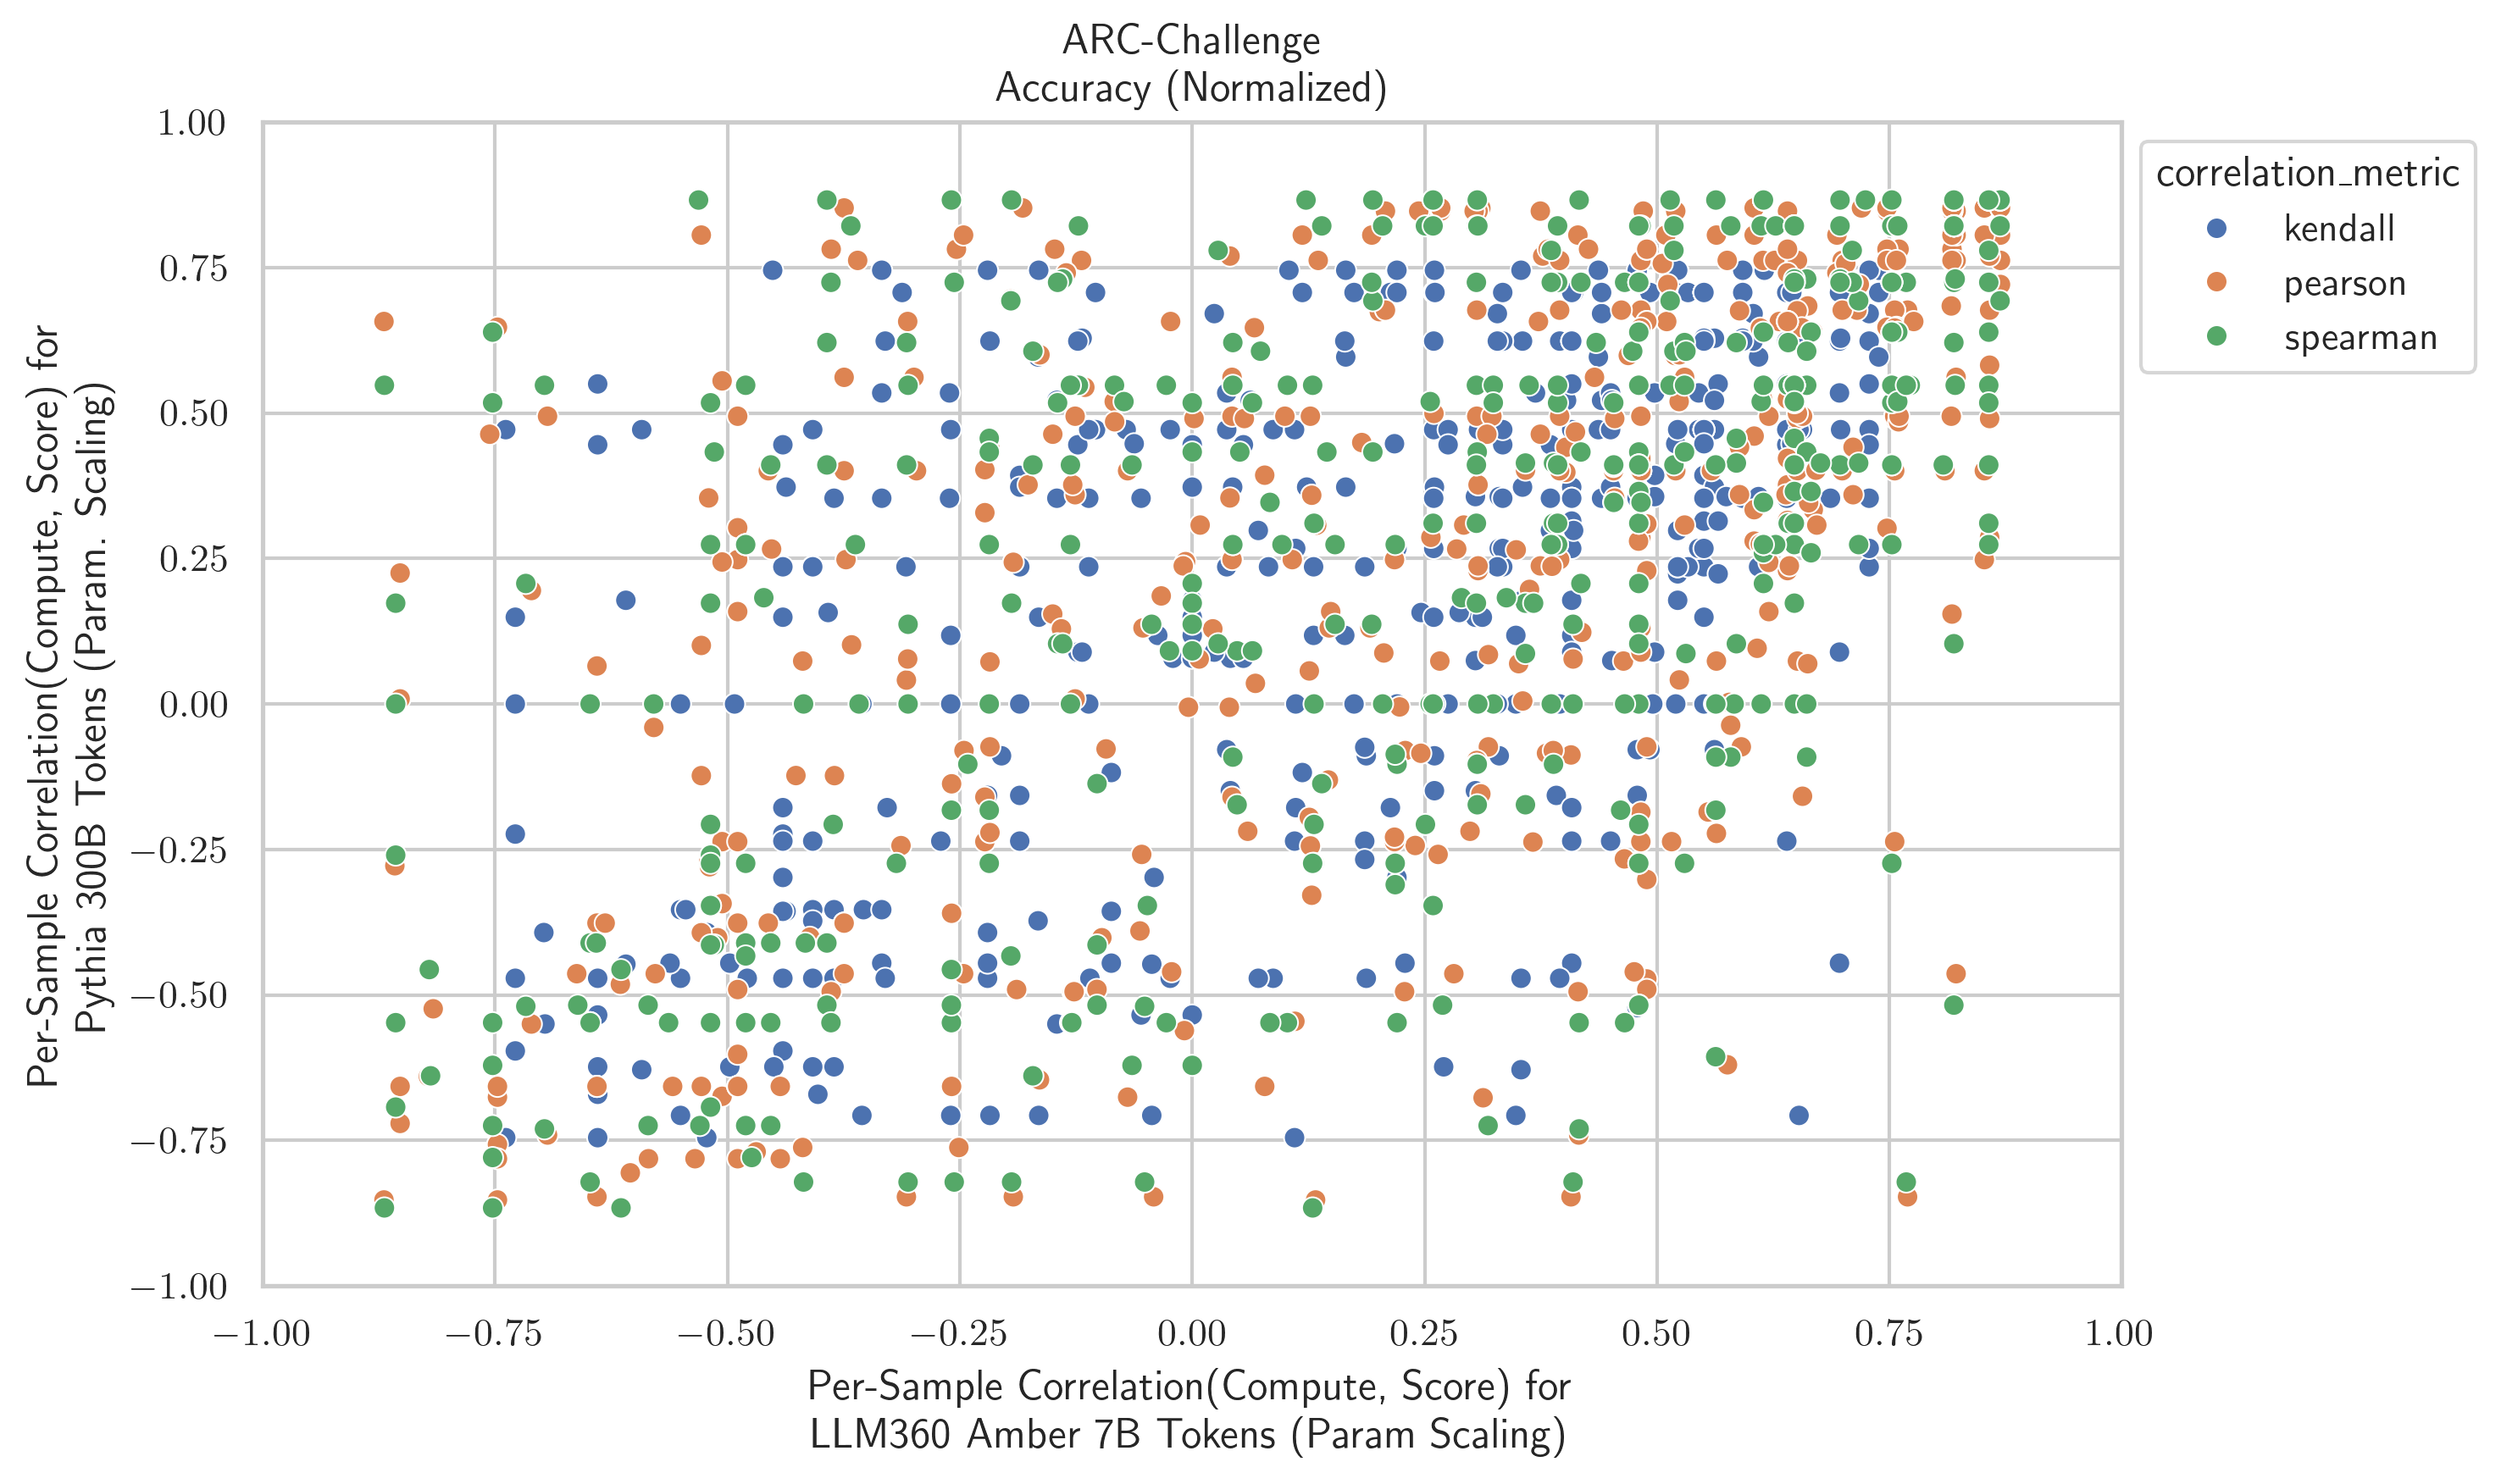 ARC-Challenge
Accuracy (Normalized)
Per-Sample Correlation(Compute, Score) for
Pythia 300B Tokens (Param. Scaling)
1.00
0.75
0.50
0.25
0.00
−0.25
−0.50
−0.75
−1.00
−1.00 −0.75 −0.50 −0.25 0.00 0.25 0.50 0.75 1.00
Per-Sample Correlation(Compute, Score) for
LLM360 Amber 7B Tokens (Param Scaling)
correlation_metric
kendall
pearson
spearman